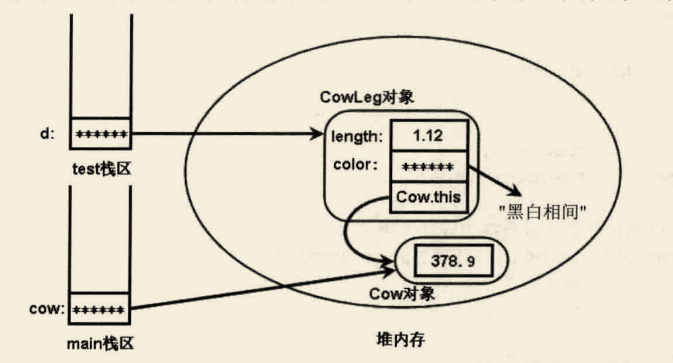 CowLeg对象
d:
******
length:
1.12
color:
******
Cow.this
"黑白相间"
test栈区
378.9
Cow对象
cow:
******
main栈区
堆内存